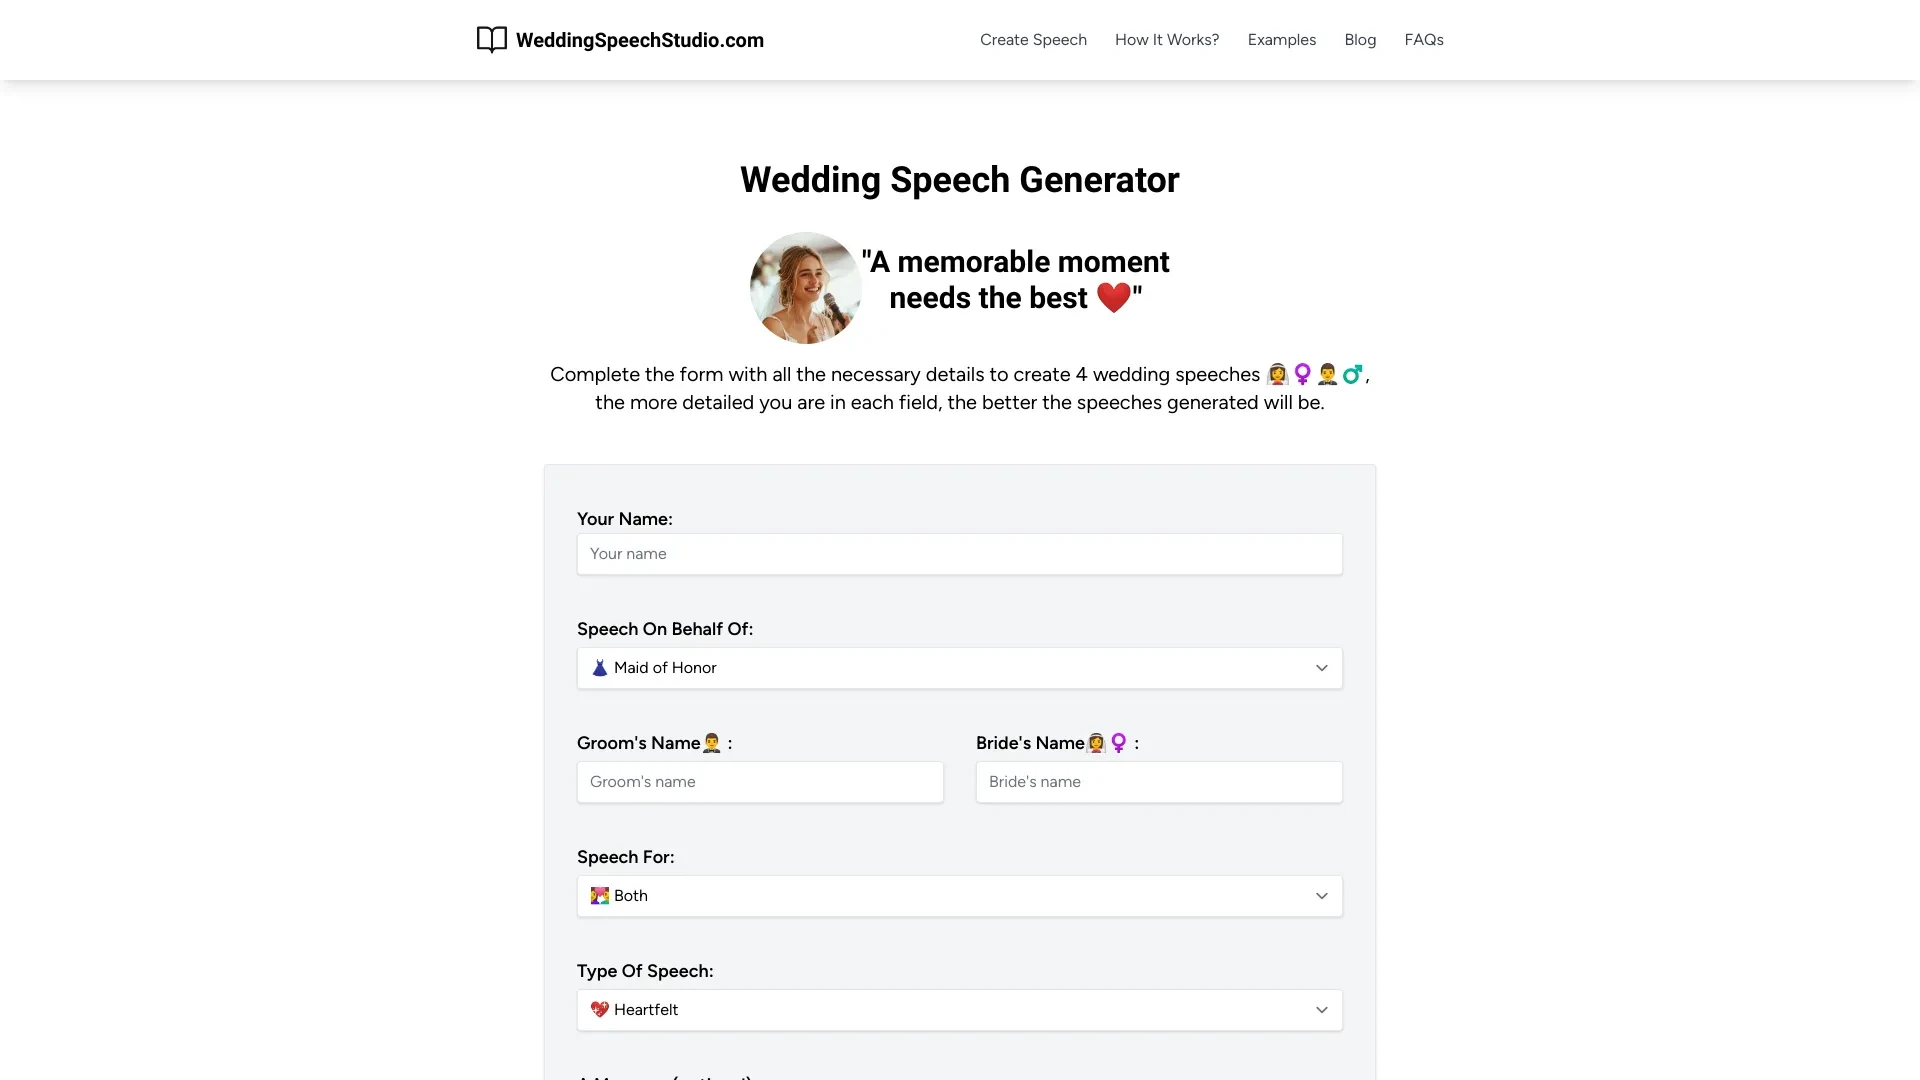 WeddingSpeechStudio.com
Create Speech How It Works? Examples Blog FAQs
Wedding Speech Generator
"A memorable moment
needs the best ❤️"
Complete the form with all the necessary details to create 4 wedding speeches 👰♀️🤵♂️,
the more detailed you are in each field, the better the speeches generated will be.
Your Name:
Your name
Speech On Behalf Of:
👗 Maid of Honor
Groom's Name🤵 : Bride's Name👰♀️ :
Groom's name Bride's name
Speech For:
Both
Type Of Speech:
💖 Heartfelt